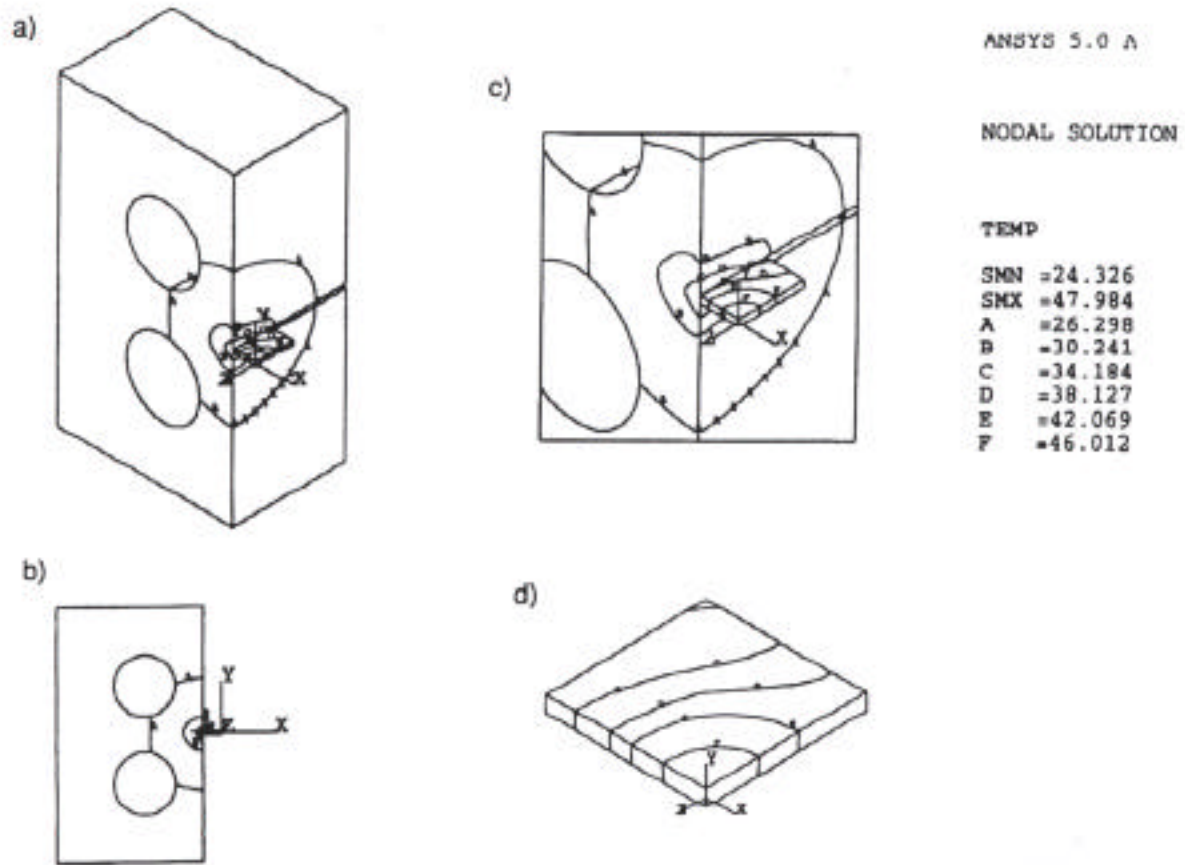 a)
ANSYS 5.0 A
c)
NODAL SOLUTION
TEMP
SMN =24.326
SMX =47.984
A =26.298
B =30.241
C =34.184
D =38.127
E =42.069
F =46.012
Y
X
X
b)
d)
Y
X
Z
Y
X